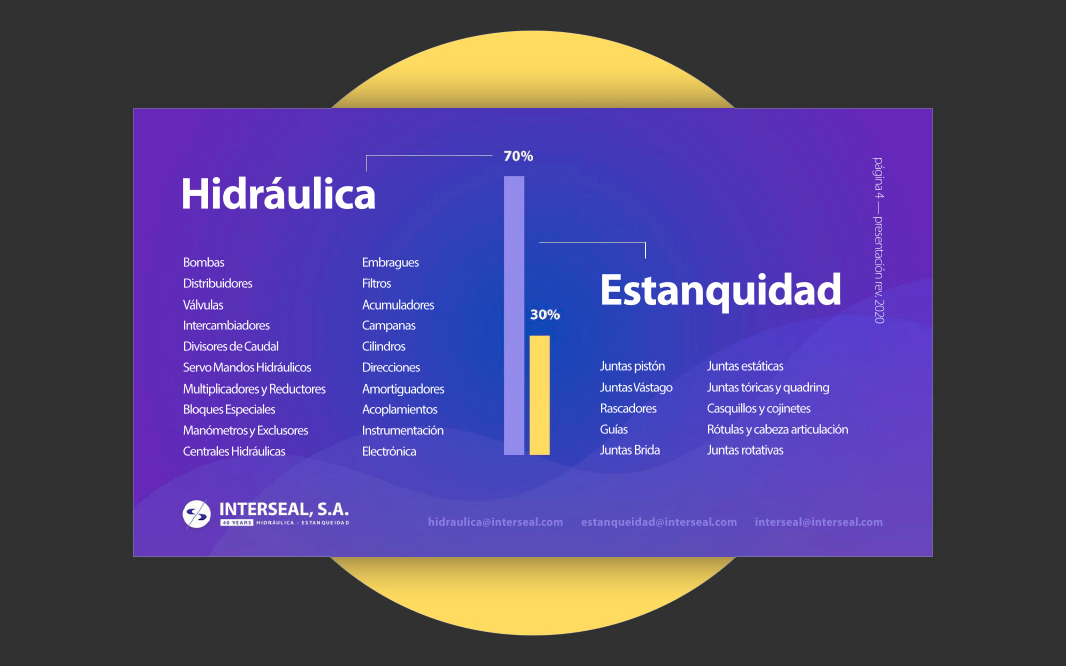 70%
Hidráulica
Bombas
Distribuidores
Válvulas
Intercambiadores
Divisores de Caudal
Servo Mandos Hidráulicos
Multiplicadores y Reductores
Bloques Especiales
Manómetros y Exclusores
Centrales Hidráulicas
Embragues
Filtros
Acumuladores
Campanas
Cilindros
Direcciones
Amortiguadores
Acoplamientos
Instrumentación
Electrónica
30%
Estanquidad
Juntas pistón
Juntas Vástago
Rascadores
Guías
Juntas Brida
Juntas estáticas
Juntas tóricas y quadring
Casquillos y cojinetes
Rótulas y cabeza articulación
Juntas rotativas
página 4 — presentación rev. 2020
INTERSEAL, S.A.
40 YEARS HIDRÁULICA - ESTANQUEIDAD
hidraulica@interseal.com estanqueidad@interseal.com interseal@interseal.com